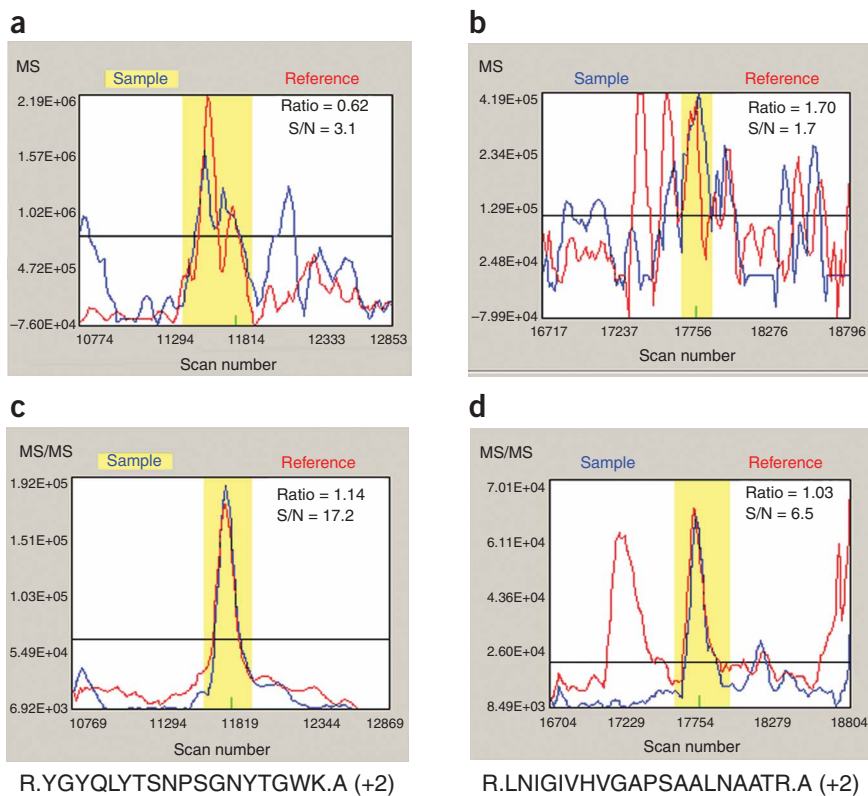 a
MS
Sample
Reference
Ratio = 0.62
S/N = 3.1
2.19E+06
1.57E+06
1.02E+06
4.72E+05
–7.60E+04
10774 11294 11814 12333 12853
Scan number
b
MS
Sample
Reference
Ratio = 1.70
S/N = 1.7
4.19E+05
2.34E+05
1.29E+05
2.48E+04
–7.99E+04
16717 17237 17756 18276 18796
Scan number
c
MS/MS
Sample
Reference
Ratio = 1.14
S/N = 17.2
1.92E+05
1.51E+05
1.03E+05
5.49E+04
6.92E+03
10769 11294 11819 12344 12869
Scan number
R.YGYQLYTSNPSGNYTGWK.A (+2)
d
MS/MS
Sample
Reference
Ratio = 1.03
S/N = 6.5
7.01E+04
6.11E+04
4.36E+04
2.60E+04
8.49E+03
16704 17229 17754 18279 18804
Scan number
R.LNIGIVHVGAPSAALNAATR.A (+2)